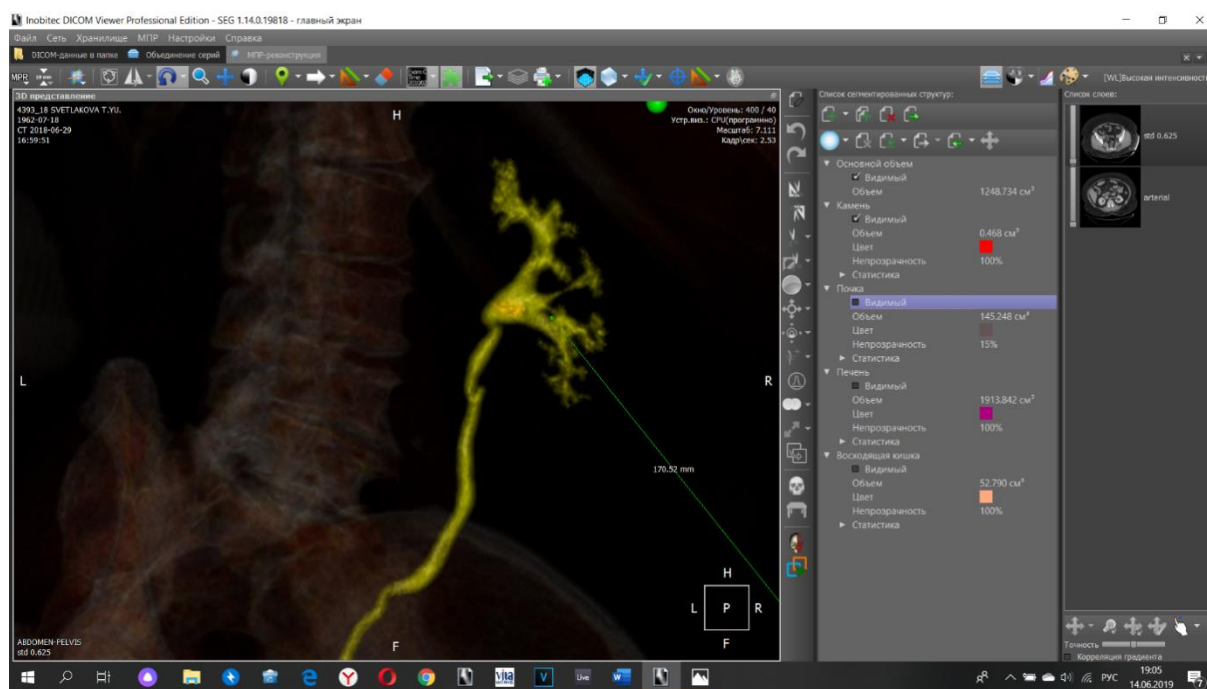 Inobitec DICOM Viewer Professional Edition - SEG 1.14.0.19818 - главный экран
Файл Сеть Хранилище МПР Настройки Справка
DICOM-данные в папке Объединение серий МПР-реконструкция
MPR
[WL]Высокая интенсивность
3D представление
4393_18 SVETLAKOVA T.YU.
1962-07-18
CT 2018-06-29
16:59:51
H
Окно/Уровень: 400 / 40
Устр.виз.: CPU(программно)
Масштаб: 7.111
Кадр\сек: 2.53
L
R
170.52 mm
H
L P R
F
F
ABDOMEN-PELVIS
std 0.625
Список сегментированных структур:
Основной объем
Видимый
Объем 1248.734 см³
Камень
Видимый
Объем 0.468 см³
Цвет
Непрозрачность 100%
Статистика
Почка
Видимый
Объем 145.248 см³
Цвет
Непрозрачность 15%
Статистика
Печень
Видимый
Объем 1913.842 см³
Цвет
Непрозрачность 100%
Статистика
Восходящая кишка
Видимый
Объем 52.790 см³
Цвет
Непрозрачность 100%
Статистика
Список слоев:
std 0.625
arterial
Точность
Корреляция градиента
Vita
Live
РУС
19:05
14.06.2019
7